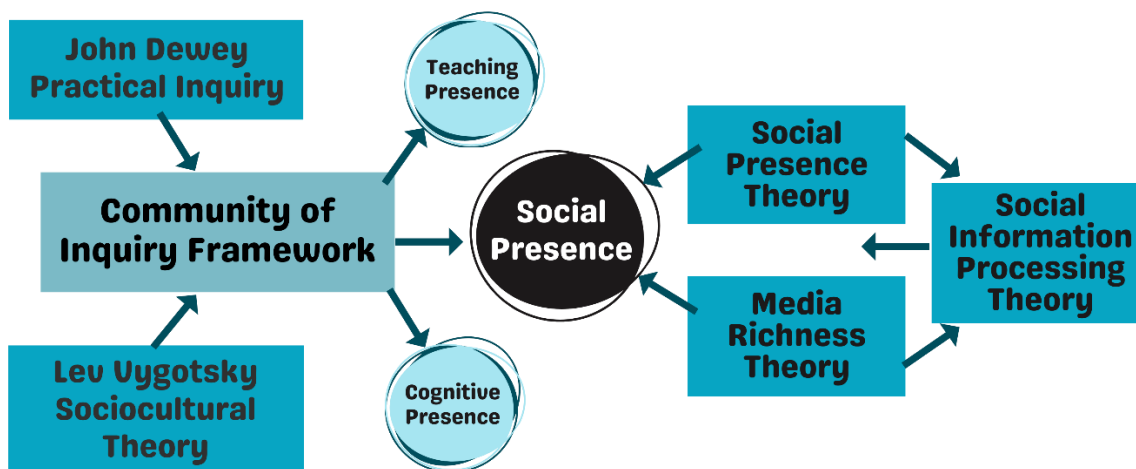 John Dewey
Practical Inquiry
Community of
Inquiry Framework
Lev Vygotsky
Sociocultural
Theory
Teaching
Presence
Social
Presence
Cognitive
Presence
Social
Presence
Theory
Media
Richness
Theory
Social
Information
Processing
Theory